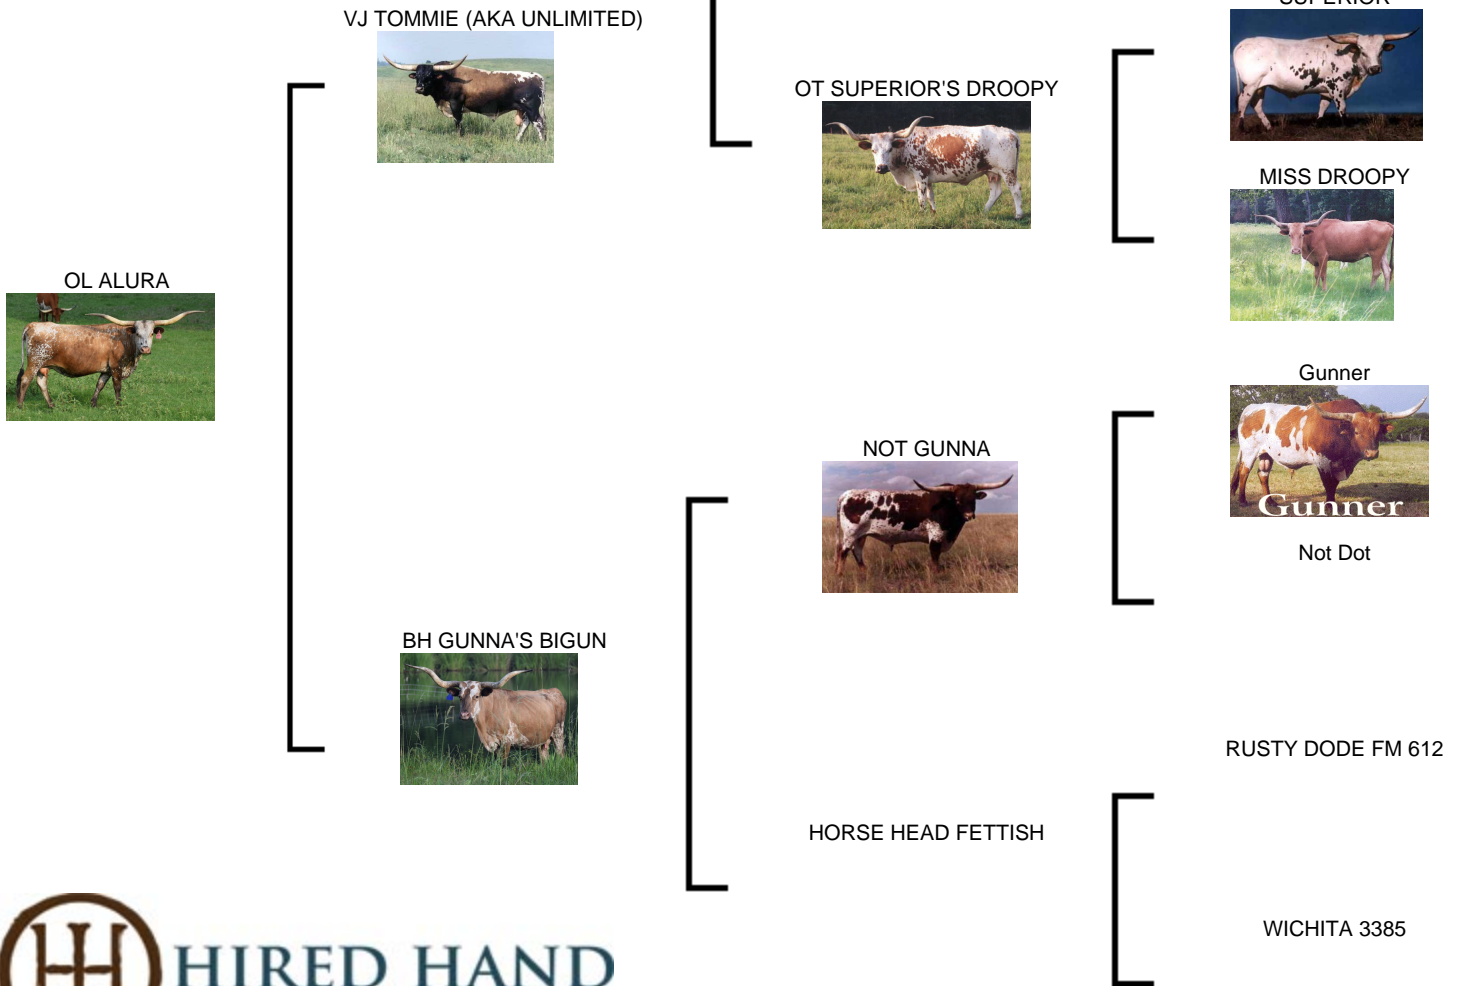 SUPERIOR
VJ TOMMIE (AKA UNLIMITED)
OT SUPERIOR'S DROOPY
MISS DROOPY
OL ALURA
Gunner
NOT GUNNA
Gunner
Not Dot
BH GUNNA'S BIGUN
RUSTY DODE FM 612
HORSE HEAD FETTISH
WICHITA 3385
HIRED HAND